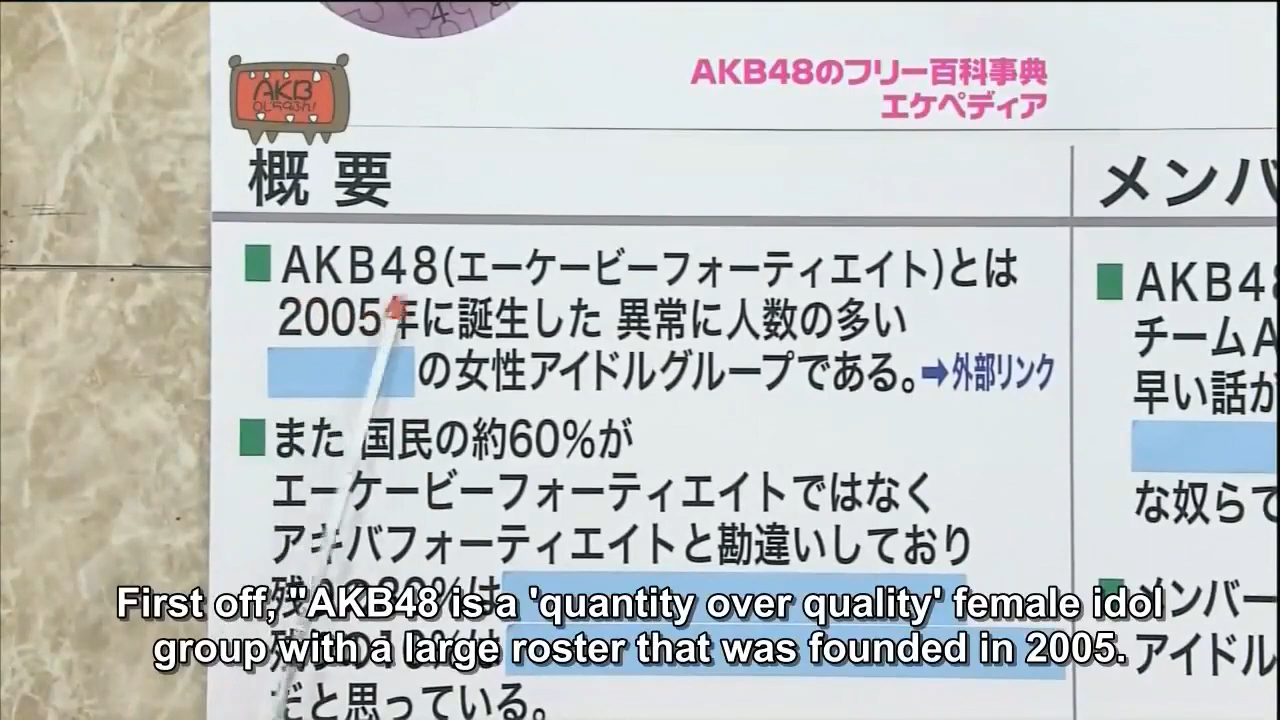 AKB
AKB48のフリー百科事典
エケペディア
概要
■AKB48(エーケービーフォーティエイト)とは
2005年に誕生した 異常に人数の多い
の女性アイドルグループである。➡外部リンク
■また 国民の約60%が
エーケービーフォーティエイトではなく
アキバフォーティエイトと勘違いしており
だと思っている。
メンバ
■AKB48
チームA
早い話が
な奴らで
■メンバー
アイドル
First off, "AKB48 is a 'quantity over quality' female idol
group with a large roster that was founded in 2005.